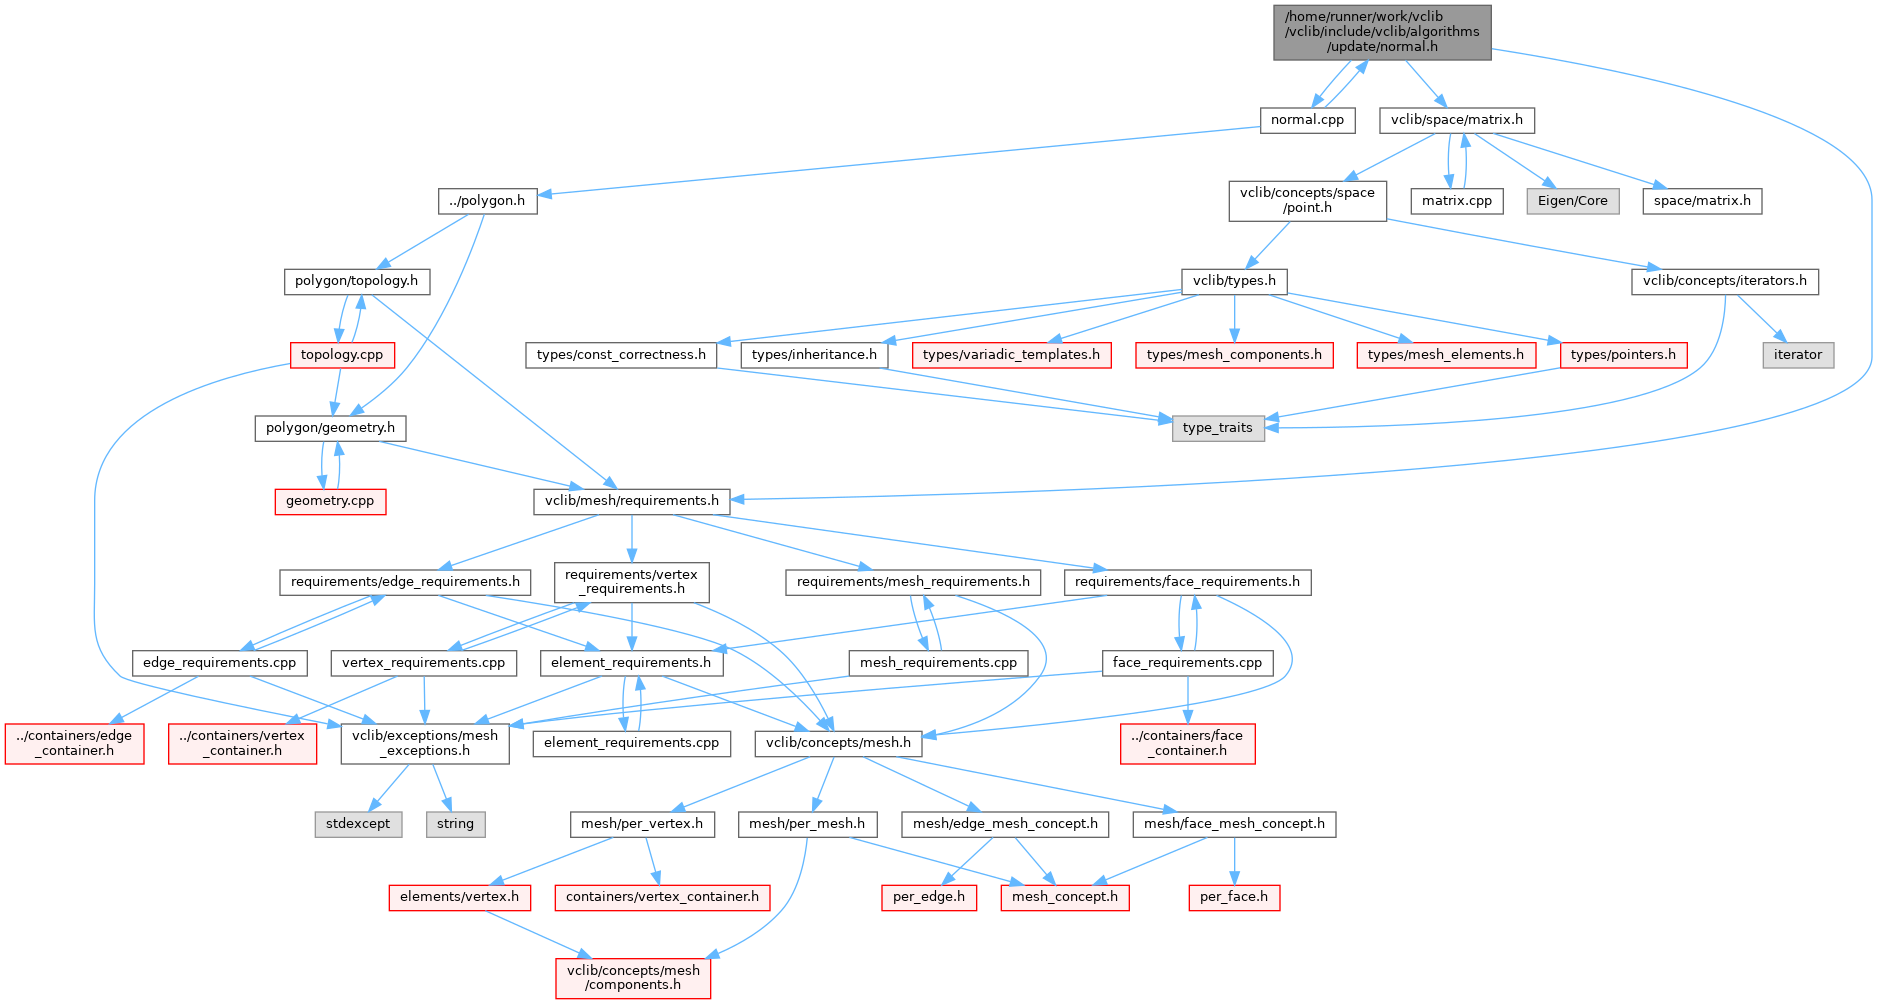 /home/runner/work/vclib
/vclib/include/vclib/algorithms
/update/normal.h
normal.cpp
vclib/space/matrix.h
../polygon.h
vclib/concepts/space
/point.h
matrix.cpp
Eigen/Core
space/matrix.h
polygon/topology.h
vclib/types.h
vclib/concepts/iterators.h
topology.cpp
types/const_correctness.h
types/inheritance.h
types/variadic_templates.h
types/mesh_components.h
types/mesh_elements.h
types/pointers.h
iterator
polygon/geometry.h
type_traits
geometry.cpp
vclib/mesh/requirements.h
requirements/edge_requirements.h
requirements/vertex
_requirements.h
requirements/mesh_requirements.h
requirements/face_requirements.h
edge_requirements.cpp
vertex_requirements.cpp
element_requirements.h
mesh_requirements.cpp
face_requirements.cpp
../containers/edge
_container.h
../containers/vertex
_container.h
vclib/exceptions/mesh
_exceptions.h
element_requirements.cpp
vclib/concepts/mesh.h
../containers/face
_container.h
stdexcept
string
mesh/per_vertex.h
mesh/per_mesh.h
mesh/edge_mesh_concept.h
mesh/face_mesh_concept.h
elements/vertex.h
containers/vertex_container.h
per_edge.h
mesh_concept.h
per_face.h
vclib/concepts/mesh
/components.h